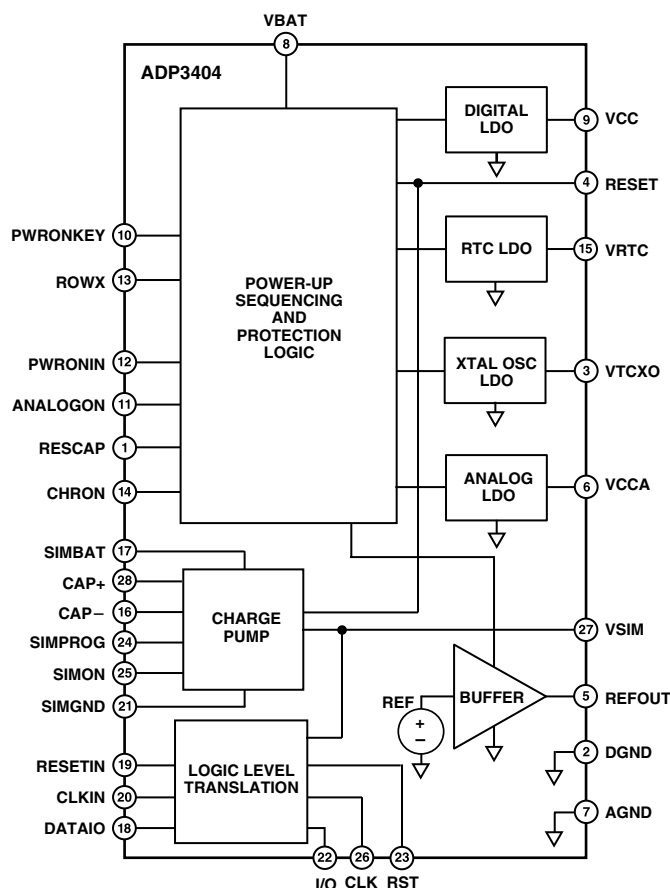 VBAT
8
ADP3404
DIGITAL
LDO
9
VCC
4
RESET
PWRONKEY
10
RTC LDO
15
VRTC
ROWX
13
POWER-UP
SEQUENCING
AND
PROTECTION
LOGIC
PWRONIN
12
XTAL OSC
LDO
3
VTCXO
ANALOGON
11
RESCAP
1
CHRON
14
ANALOG
LDO
6
VCCA
SIMBAT
17
CAP+
28
CAP−
16
SIMPROG
24
SIMON
25
SIMGND
21
CHARGE
PUMP
27
VSIM
REF
+
−
BUFFER
5
REFOUT
2
DGND
RESETIN
19
CLKIN
20
DATAIO
18
LOGIC LEVEL
TRANSLATION
7
AGND
22
26
23
I/O
CLK
RST